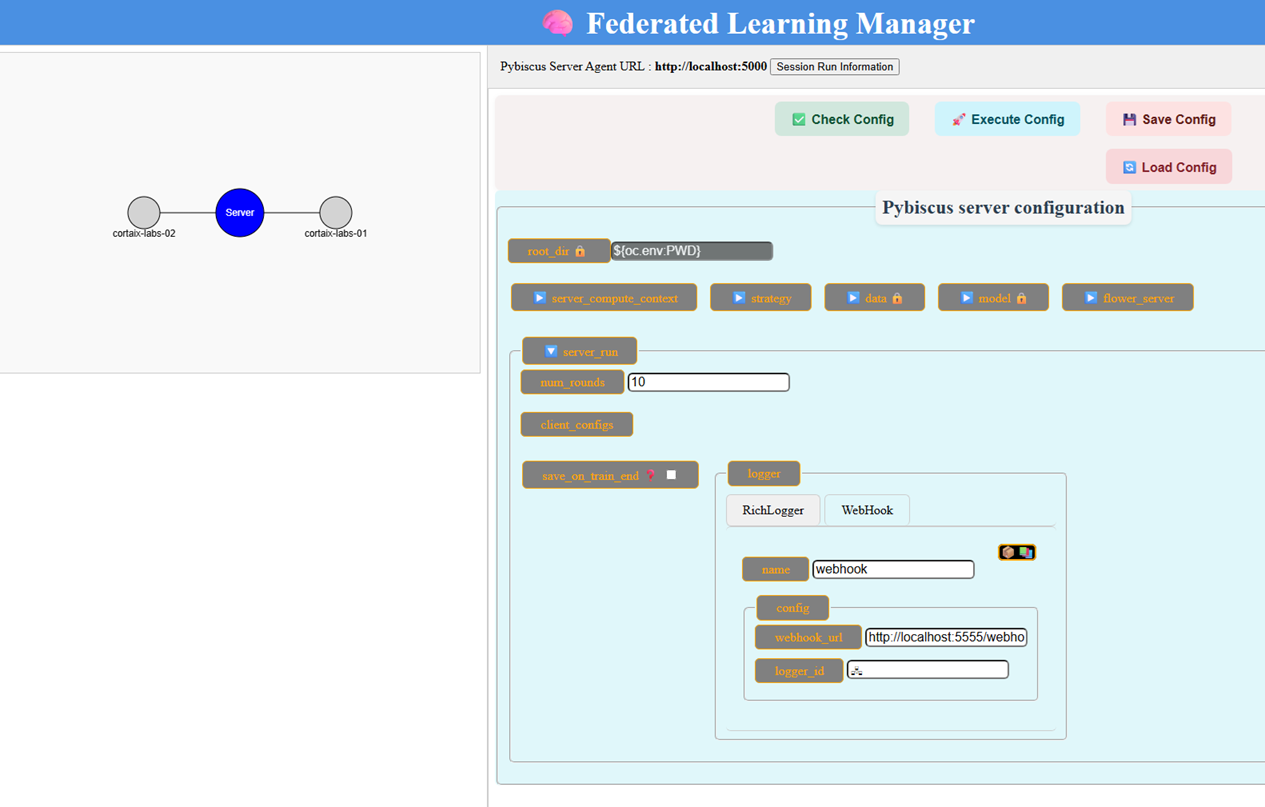 Federated Learning Manager
Pybiscus Server Agent URL : http://localhost:5000 Session Run Information
Check Config Execute Config Save Config
Load Config
Server
cortaix-labs-02 cortaix-labs-01
Pybiscus server configuration
root_dir ${oc.env:PWD}
server_compute_context strategy data model flower_server
server_run
num_rounds 10
client_configs
save_on_train_end
logger
RichLogger WebHook
name webhook
config
webhook_url http://localhost:5555/webho
logger_id